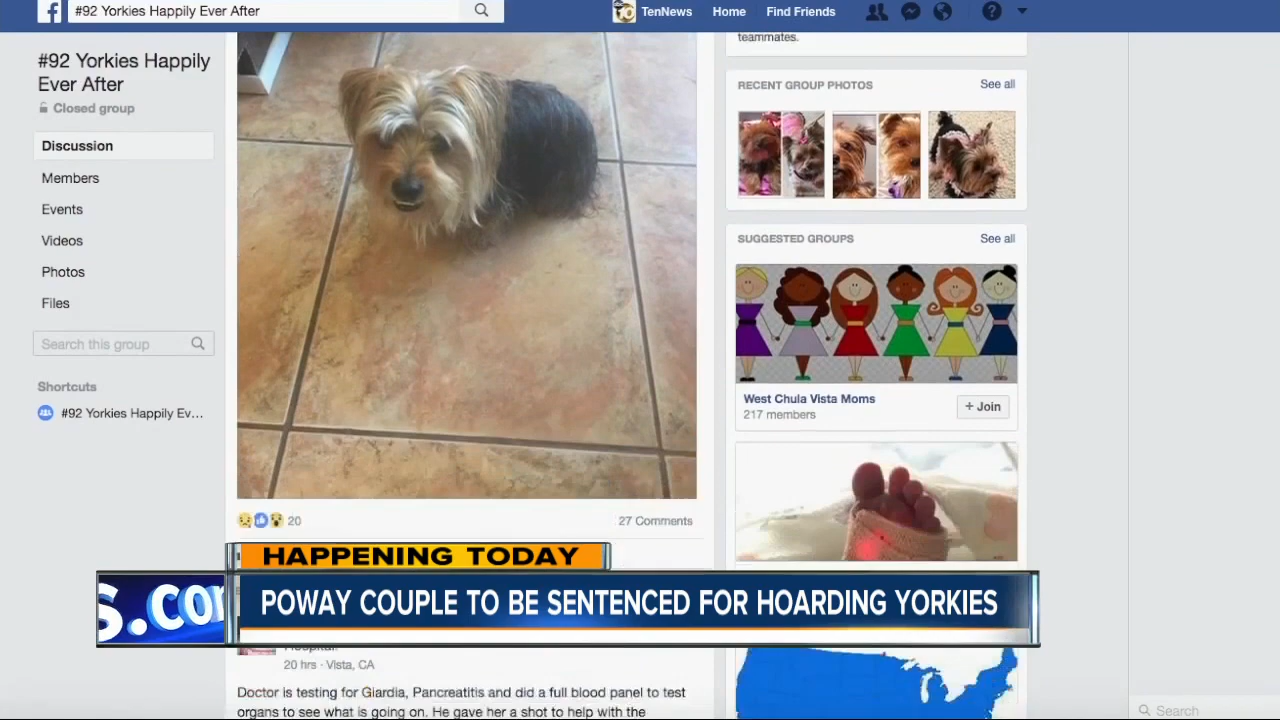 #92 Yorkies Happily Ever After
TenNews
Home
Find Friends
?
#92 Yorkies Happily
Ever After
Closed group
Discussion
Members
Events
Videos
Photos
Files
Search this group
Shortcuts
#92 Yorkies Happily Ev...
20
27 Comments
teammates.
RECENT GROUP PHOTOS
See all
SUGGESTED GROUPS
See all
West Chula Vista Moms
217 members
+ Join
HAPPENING TODAY
POWAY COUPLE TO BE SENTENCED FOR HOARDING YORKIES
20 hrs · Vista, CA
Doctor is testing for Giardia, Pancreatitis and did a full blood panel to test
organs to see what is going on. He gave her a shot to help with the
Search